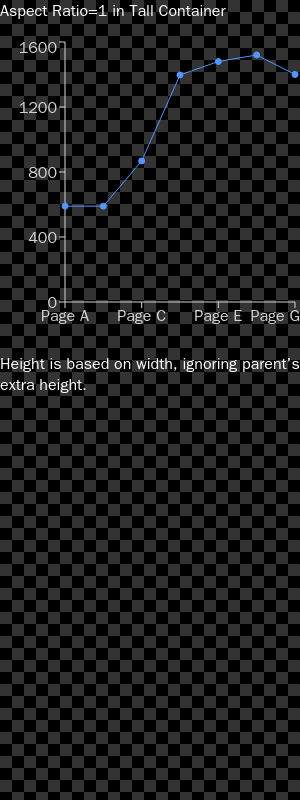 Aspect Ratio=1 in Tall Container
1600
1200
800
400
0
Page A Page C Page E Page G
Height is based on width, ignoring parent's
extra height.